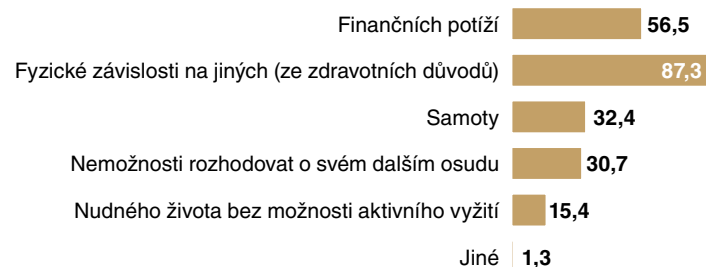 Finančních potíží 56,5
Fyzické závislosti na jiných (ze zdravotních důvodů) 87,3
Samoty 32,4
Nemožnosti rozhodovat o svém dalším osudu 30,7
Nudného života bez možnosti aktivního vyžití 15,4
Jiné 1,3